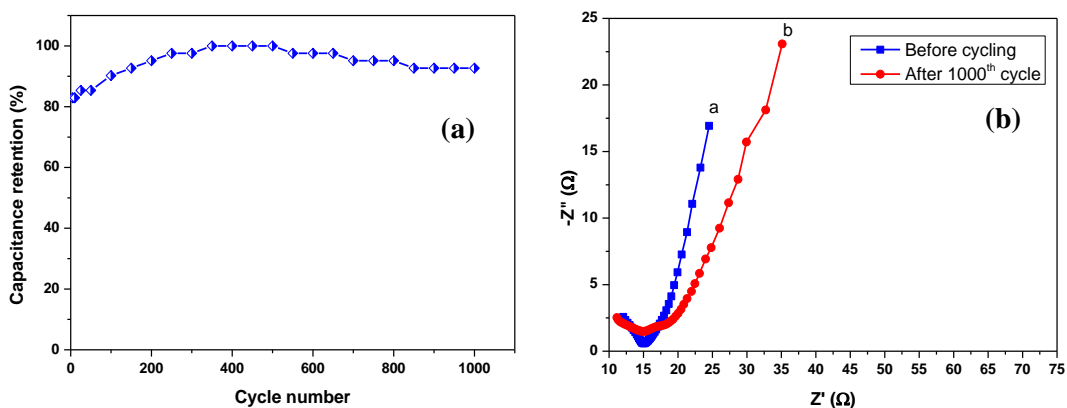 Capacitance retention (%)
100
80
60
40
20
0
0 200 400 600 800 1000
Cycle number
(a)
-Z" (Ω)
25
20
15
10
5
0
10 15 20 25 30 35 40 45 50 55 60 65 70 75
Z' (Ω)
a
b
Before cycling
After 1000th cycle
(b)